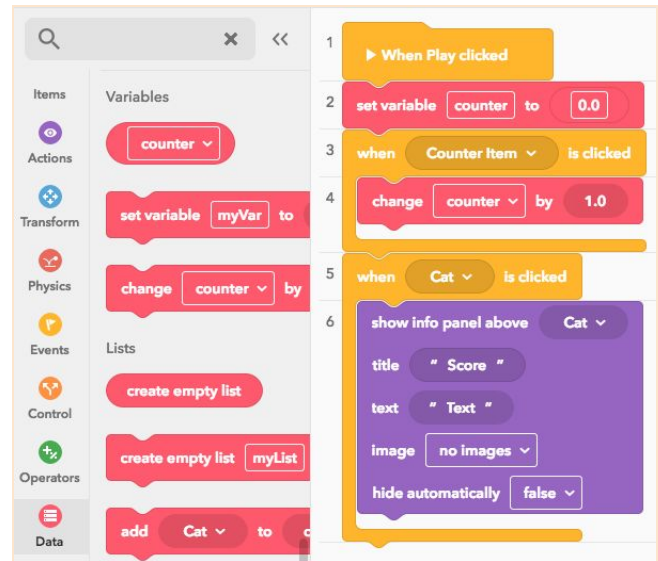 Items
Actions
Transform
Physics
Events
Control
Operators
Data
Variables
counter
set variable myVar to
change counter by
Lists
create empty list
create empty list myList
add Cat to
1
When Play clicked
2
set variable counter to 0.0
3
when Counter Item is clicked
4
change counter by 1.0
5
when Cat is clicked
6
show info panel above Cat
title " Score "
text " Text "
image no images
hide automatically false